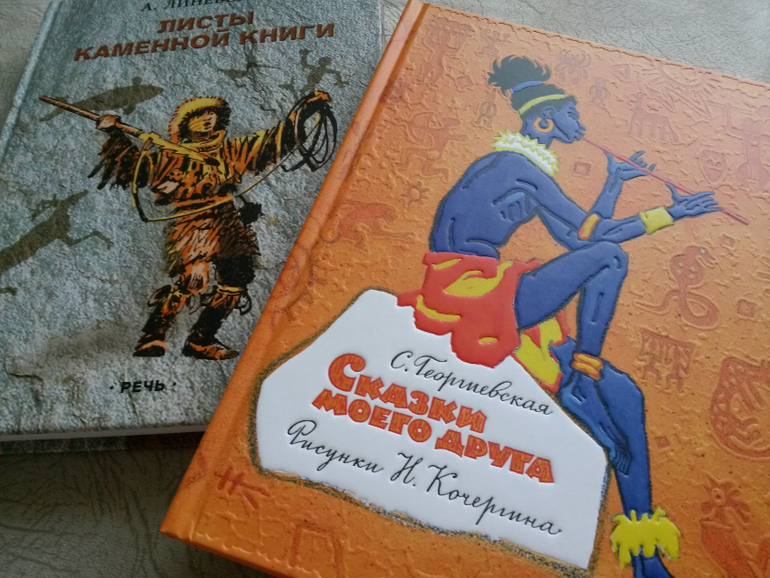 ЛИСТЫ
КАМЕННОЙ КНИГИ
· РЕЧЬ ·
С. Георгиевская
СКАЗКИ
МОЕГО ДРУГА
Рисунки Н. Кочергина